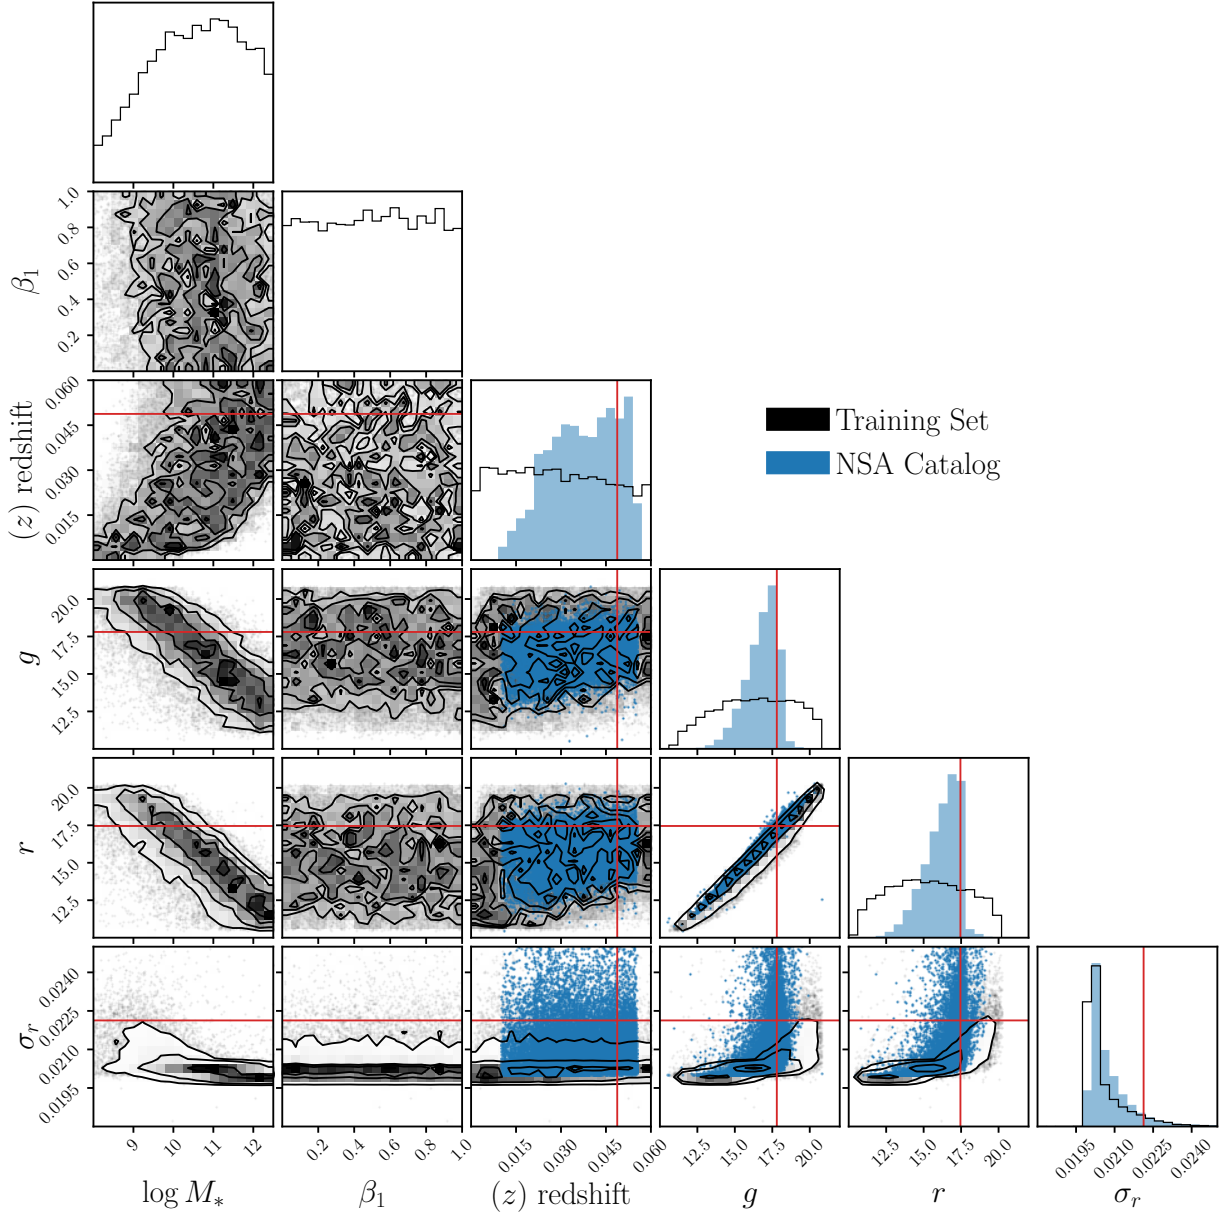 1.0
0.8
0.6
0.4
0.2
β₁
0.060
0.045
0.030
0.015
(z) redshift
Training Set
NSA Catalog
20.0
17.5
15.0
12.5
g
20.0
17.5
15.0
12.5
r
0.0240
0.0225
0.0210
0.0195
σᵣ
9 10 11 12
0.2 0.4 0.6 0.8 1.0
0.015 0.030 0.045 0.060
12.5 15.0 17.5 20.0
12.5 15.0 17.5 20.0
0.0195 0.0210 0.0225 0.0240
log M∗ β₁ (z) redshift g r σᵣ